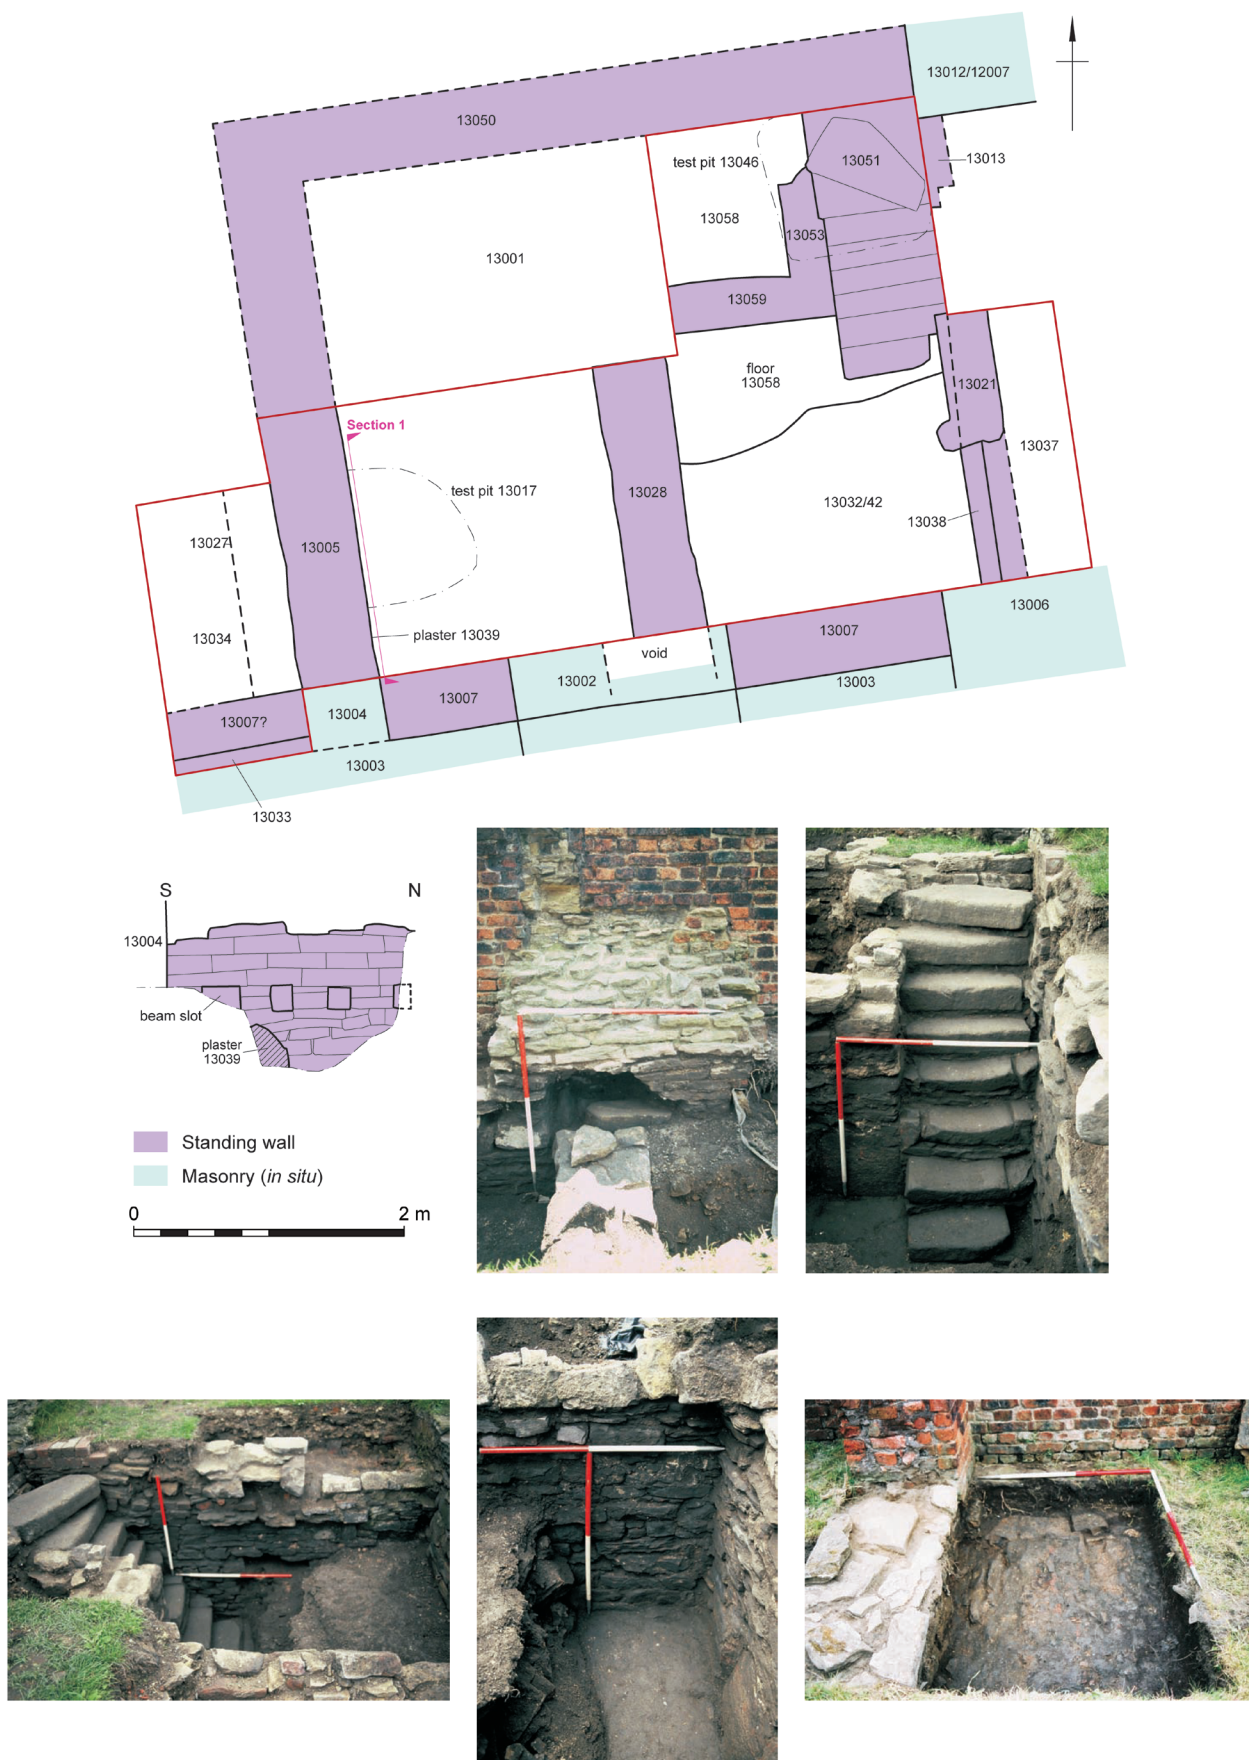 13012/12007
13050
13051
13013
test pit 13046
13058
13053
13001
13059
floor
13058
13021
Section 1
13037
test pit 13017
13028
13032/42
13038
13027
13005
13034
plaster 13039
void
13007
13006
13002
13003
13007
13004
13007?
13003
13033
S
N
13004
beam slot
plaster
13039
Standing wall
Masonry (in situ)
0
2 m